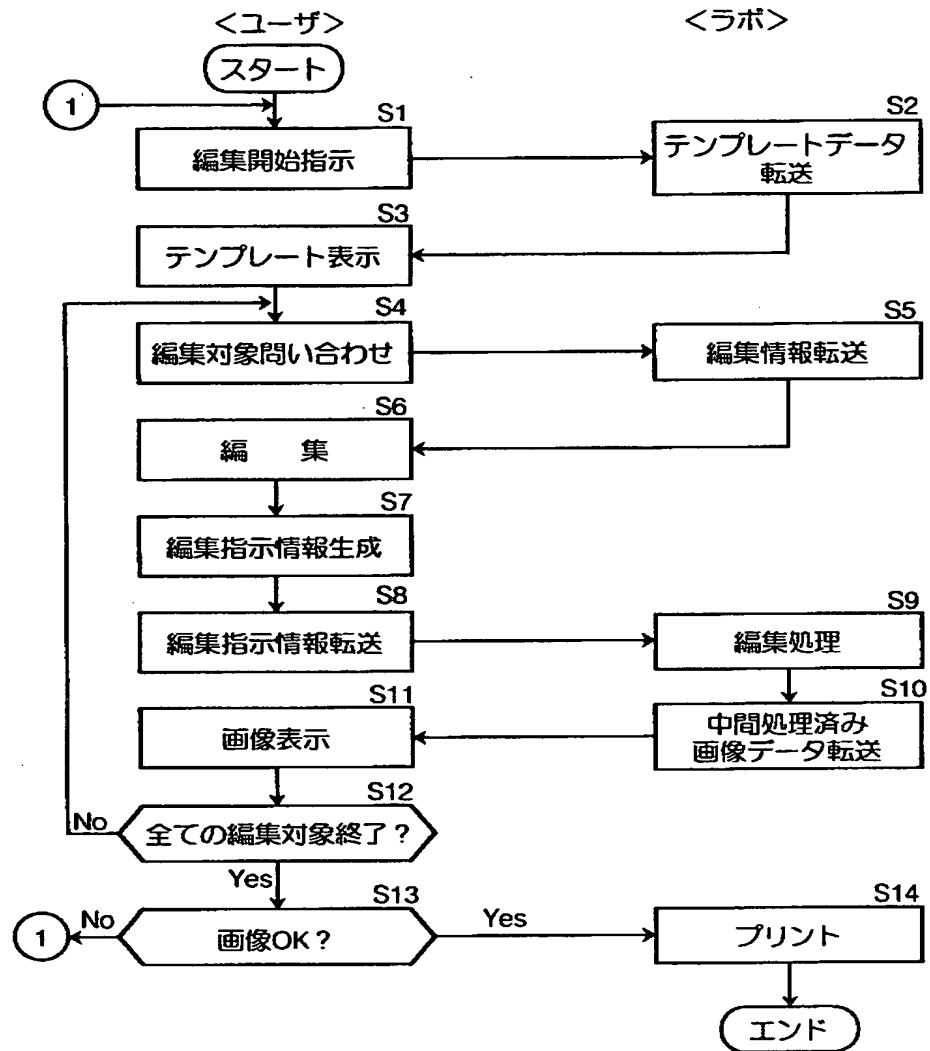 <ユーザ>
<ラボ>
スタート
1
S1
編集開始指示
S2
テンプレートデータ
転送
S3
テンプレート表示
S4
編集対象問い合わせ
S5
編集情報転送
S6
編 集
S7
編集指示情報生成
S8
編集指示情報転送
S9
編集処理
S10
中間処理済み
画像データ転送
S11
画像表示
S12
全ての編集対象終了?
No
Yes
S13
画像OK?
No
1
Yes
S14
プリント
エンド